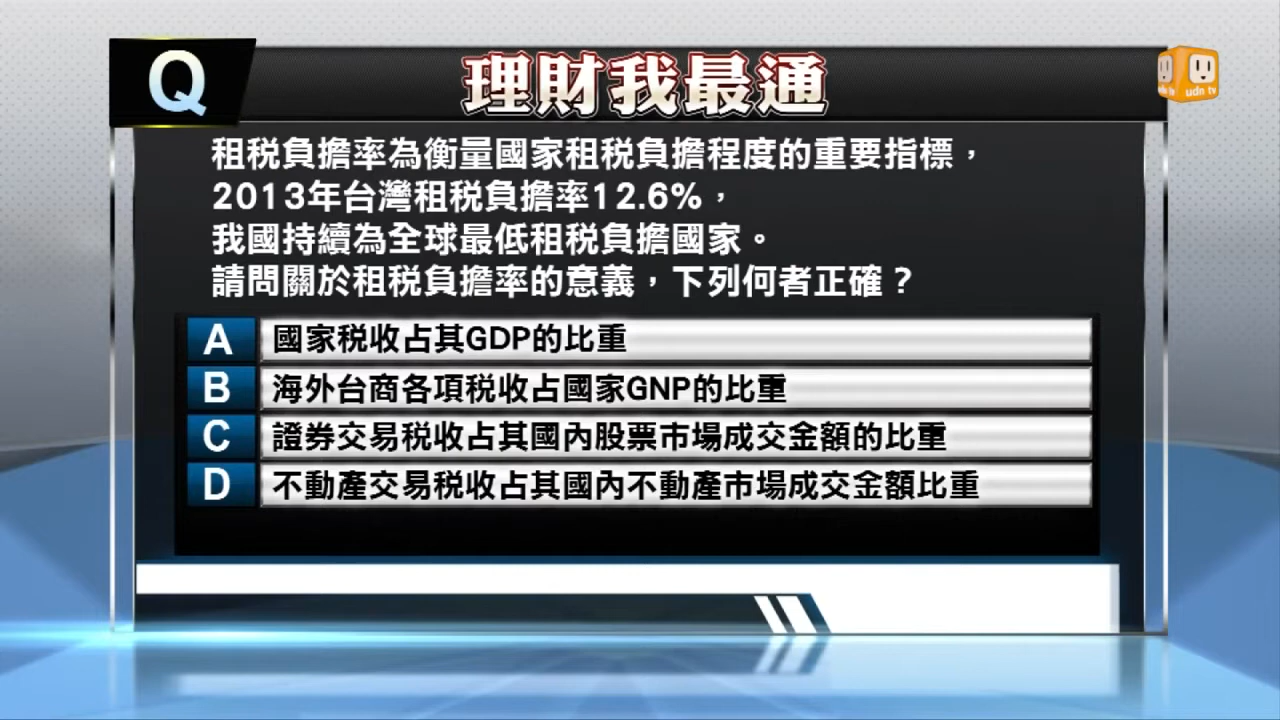 Q
理財我最通
udn tv
租稅負擔率為衡量國家租稅負擔程度的重要指標，
2013年台灣租稅負擔率12.6%，
我國持續為全球最低租稅負擔國家。
請問關於租稅負擔率的意義，下列何者正確？
A 國家稅收占其GDP的比重
B 海外台商各項稅收占國家GNP的比重
C 證券交易稅收占其國內股票市場成交金額的比重
D 不動產交易稅收占其國內不動產市場成交金額比重